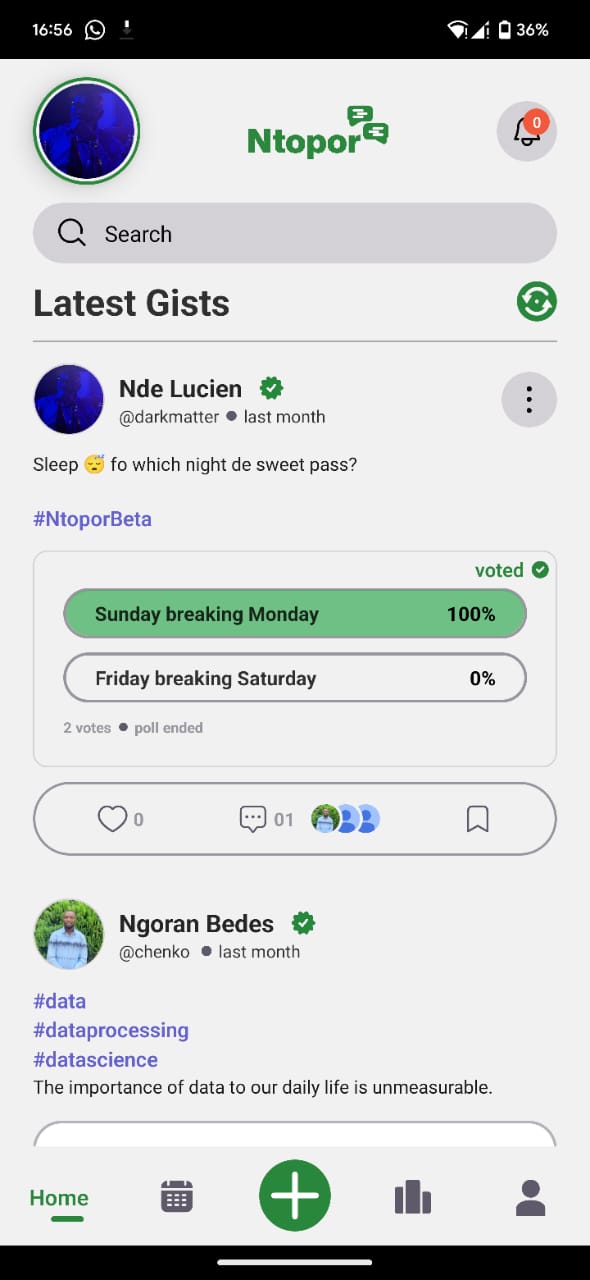 16:56
36%
Ntopor
0
Search
Latest Gists
Nde Lucien
@darkmatter ● last month
Sleep 😴 fo which night de sweet pass?
#NtoporBeta
voted
Sunday breaking Monday 100%
Friday breaking Saturday 0%
2 votes ● poll ended
0 01
Ngoran Bedes
@chenko ● last month
#data
#dataprocessing
#datascience
The importance of data to our daily life is unmeasurable.
Home